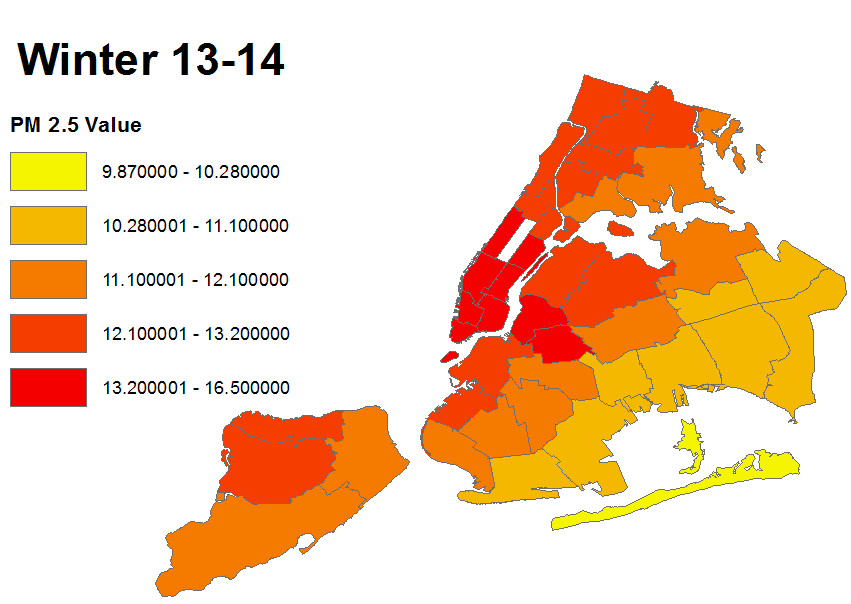 Winter 13-14
PM 2.5 Value
9.870000 - 10.280000
10.280001 - 11.100000
11.100001 - 12.100000
12.100001 - 13.200000
13.200001 - 16.500000